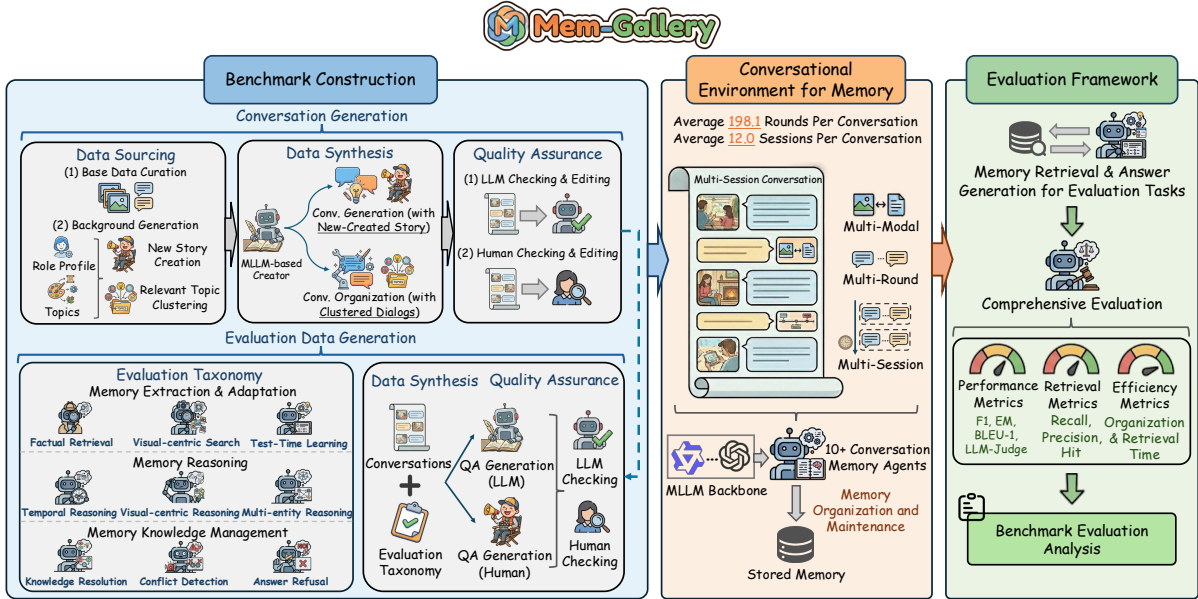 Mem-Gallery
Benchmark Construction
Conversation Generation
Data Sourcing
(1) Base Data Curation
(2) Background Generation
Role Profile
New Story
Creation
Topics
Relevant Topic
Clustering
Data Synthesis
MLLM-based
Creator
Conv. Generation (with
New-Created Story)
Conv. Organization (with
Clustered Dialogs)
Quality Assurance
(1) LLM Checking & Editing
(2) Human Checking & Editing
Evaluation Data Generation
Evaluation Taxonomy
Memory Extraction & Adaptation
Factual Retrieval
Visual-centric Search
Test-Time Learning
Memory Reasoning
Temporal Reasoning
Visual-centric Reasoning
Multi-entity Reasoning
Memory Knowledge Management
Knowledge Resolution
Conflict Detection
Answer Refusal
Data Synthesis
Quality Assurance
Conversations
+
Evaluation
Taxonomy
QA Generation
(LLM)
QA Generation
(Human)
LLM
Checking
Human
Checking
Conversational
Environment for Memory
Average 198.1 Rounds Per Conversation
Average 12.0 Sessions Per Conversation
Multi-Session Conversation
Multi-Modal
Multi-Round
Multi-Session
MLLM Backbone
10+ Conversation
Memory Agents
Memory
Organization and
Maintenance
Stored Memory
Evaluation Framework
Memory Retrieval & Answer
Generation for Evaluation Tasks
Comprehensive Evaluation
Performance
Metrics
F1, EM,
BLEU-1,
LLM-Judge
Retrieval
Metrics
Recall,
Precision,
Hit
Efficiency
Metrics
Organization
& Retrieval
Time
Benchmark Evaluation
Analysis